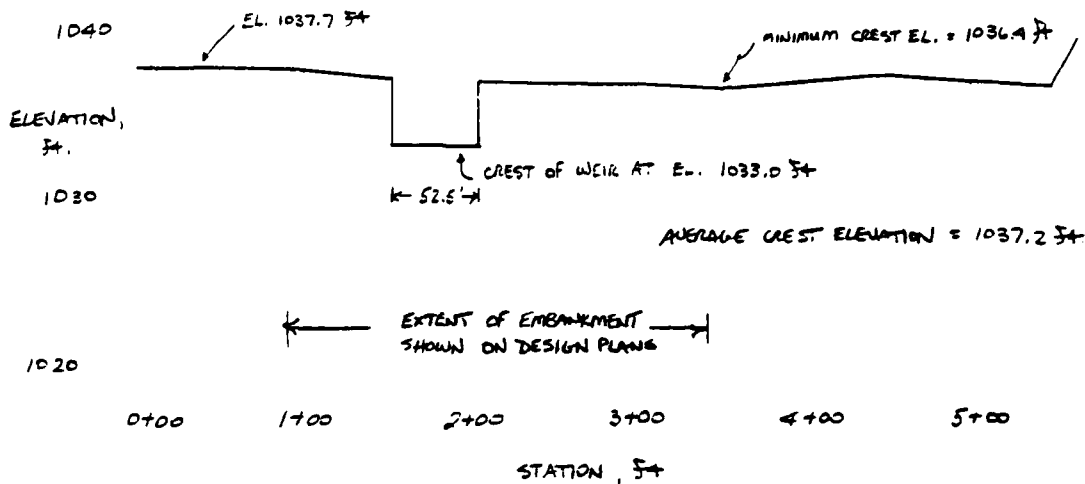 1040
EL. 1037.7 Ft
MINIMUM CREST EL. = 1036.4 Ft
ELEVATION,
Ft.
CREST OF WEIR AT EL. 1033.0 Ft
1030
52.5'
AVERAGE CREST ELEVATION = 1037.2 Ft
EXTENT OF EMBANKMENT
SHOWN ON DESIGN PLANS
1020
0+00 1+00 2+00 3+00 4+00 5+00
STATION, Ft